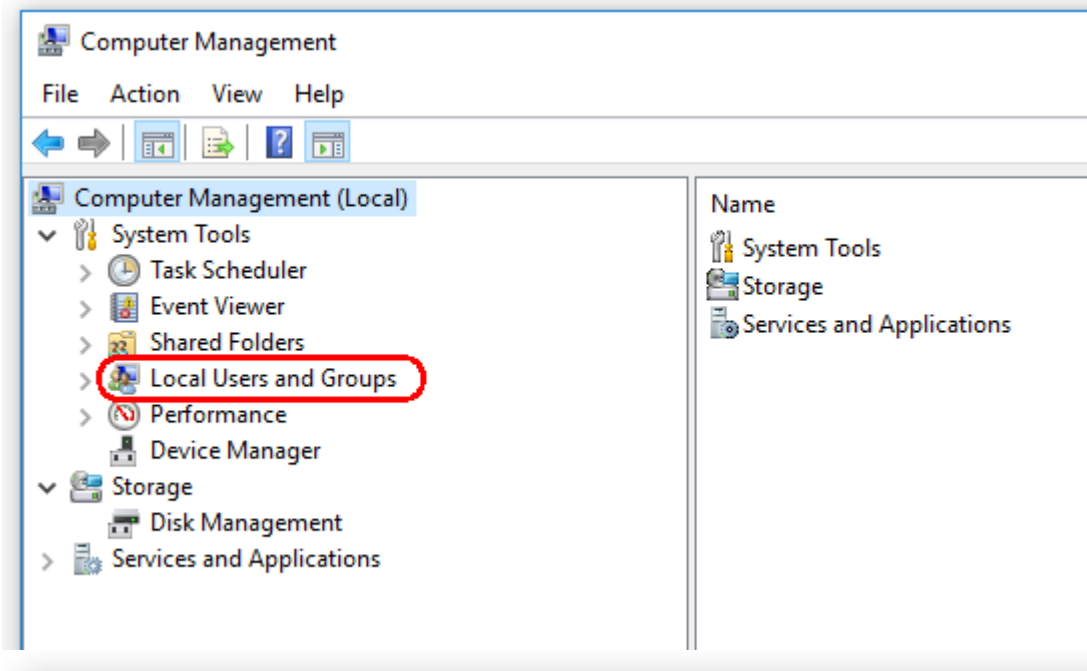 Computer Management
File Action View Help
Computer Management (Local)
System Tools
Task Scheduler
Event Viewer
Shared Folders
Local Users and Groups
Performance
Device Manager
Storage
Disk Management
Services and Applications
Name
System Tools
Storage
Services and Applications